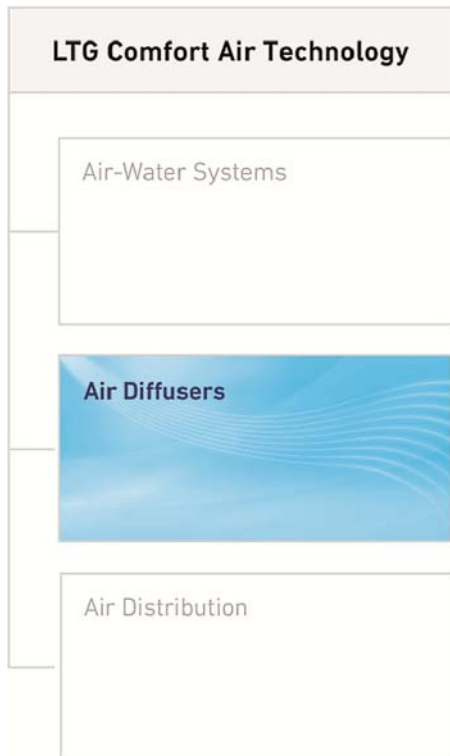 LTG Comfort Air Technology
Air-Water Systems
Air Diffusers
Air Distribution